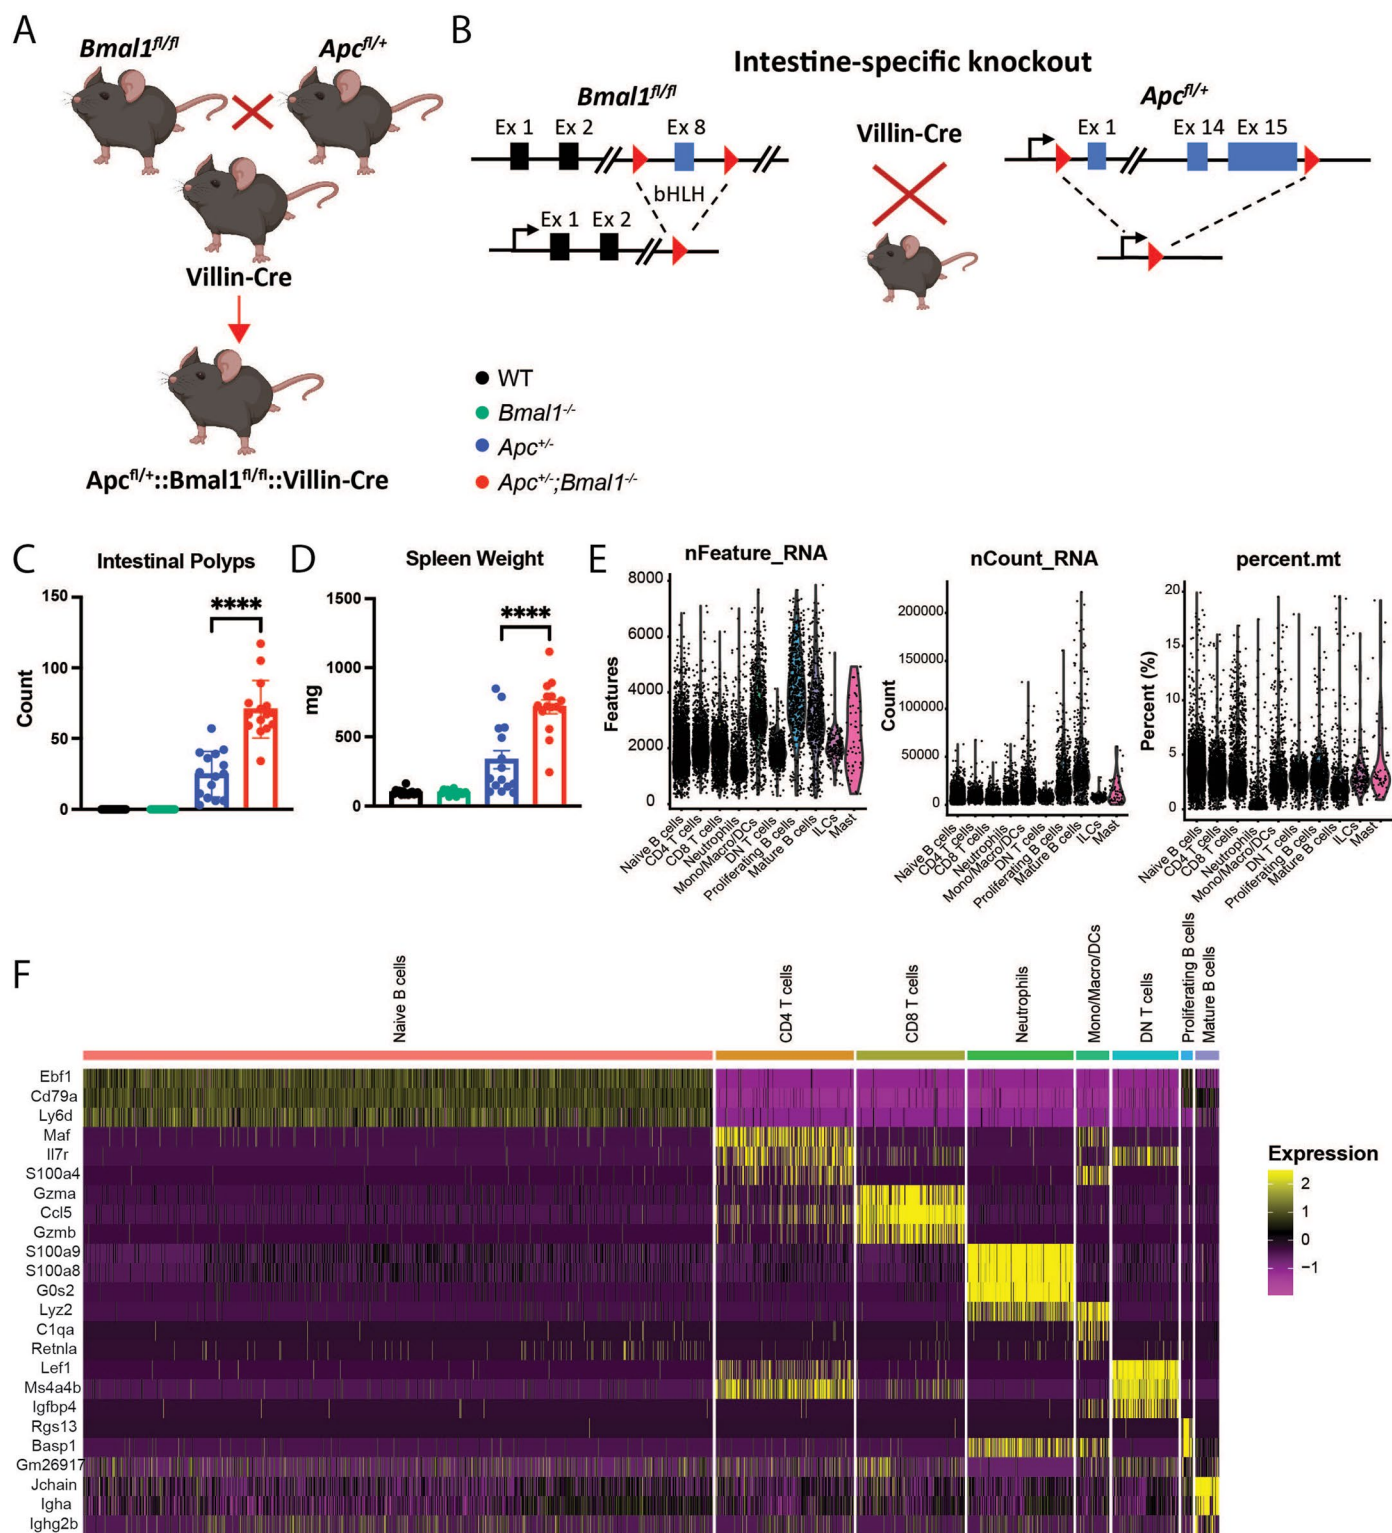 A
Bmal1fl/fl
Apcfl/+
Villin-Cre
Apcfl/+::Bmal1fl/fl::Villin-Cre
B
Intestine-specific knockout
Bmal1fl/fl
Ex 1 Ex 2 Ex 8
bHLH
Ex 1 Ex 2
Villin-Cre
Apcfl/+
Ex 1 Ex 14 Ex 15
WT
Bmal1-/-
Apc+/-
Apc+/-;Bmal1-/-
C
Intestinal Polyps
Count
150
100
50
0
****
D
Spleen Weight
mg
1500
1000
500
0
****
E
nFeature_RNA
Features
8000
6000
4000
2000
0
Naive B cells
CD4 T cells
CD8 T cells
Neutrophils
Mono/Macro/DCs
DN T cells
Proliferating B cells
Mature B cells
ILCs
Mast
nCount_RNA
Count
200000
150000
100000
50000
0
Naive B cells
CD4 T cells
CD8 T cells
Neutrophils
Mono/Macro/DCs
DN T cells
Proliferating B cells
Mature B cells
ILCs
Mast
percent.mt
Percent (%)
20
15
10
5
0
Naive B cells
CD4 T cells
CD8 T cells
Neutrophils
Mono/Macro/DCs
DN T cells
Proliferating B cells
Mature B cells
ILCs
Mast
F
Naive B cells
CD4 T cells
CD8 T cells
Neutrophils
Mono/Macro/DCs
DN T cells
Proliferating B cells
Mature B cells
Ebf1
Cd79a
Ly6d
Maf
Il7r
S100a4
Gzma
Ccl5
Gzmb
S100a9
S100a8
G0s2
Lyz2
C1qa
Retnla
Lef1
Ms4a4b
Igfbp4
Rgs13
Basp1
Gm26917
Jchain
Igha
Ighg2b
Expression
2
1
0
−1